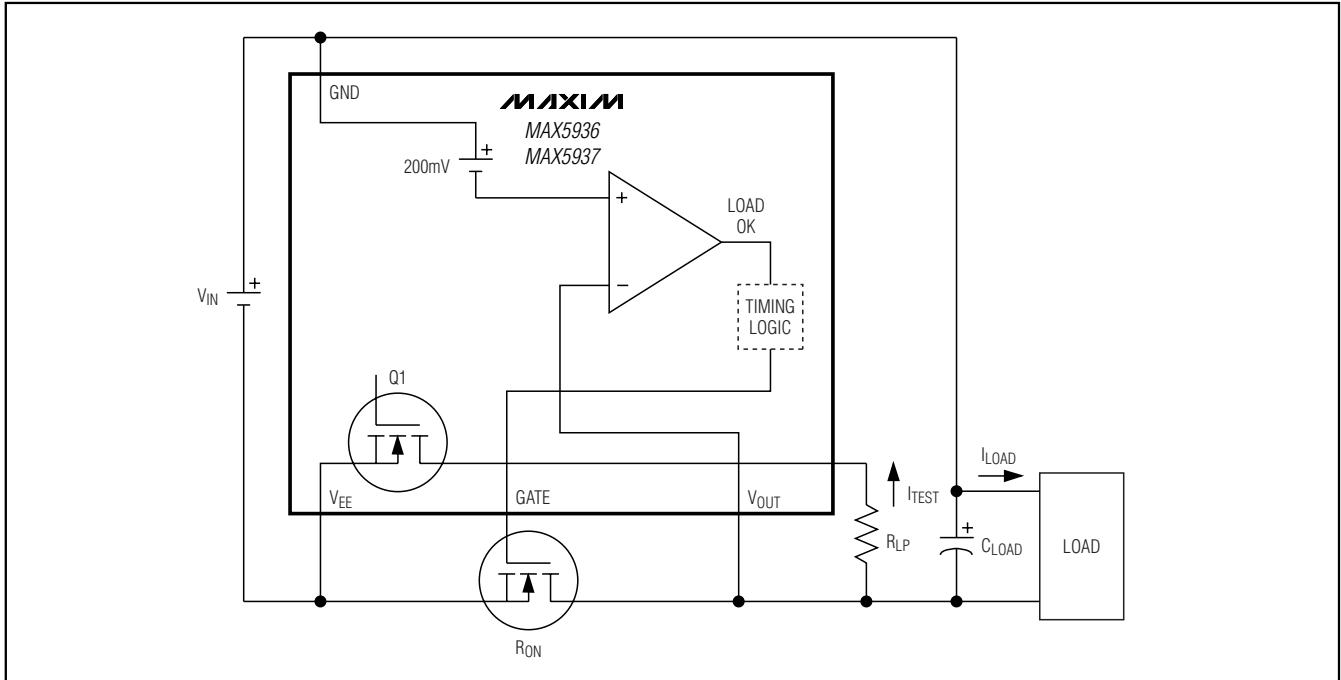 GND
MAXIM
MAX5936
MAX5937
200mV
+
+
LOAD
OK
VIN
+
−
TIMING
LOGIC
Q1
ILOAD
VEE
GATE
VOUT
ITEST
RLP
+
CLOAD
LOAD
RON